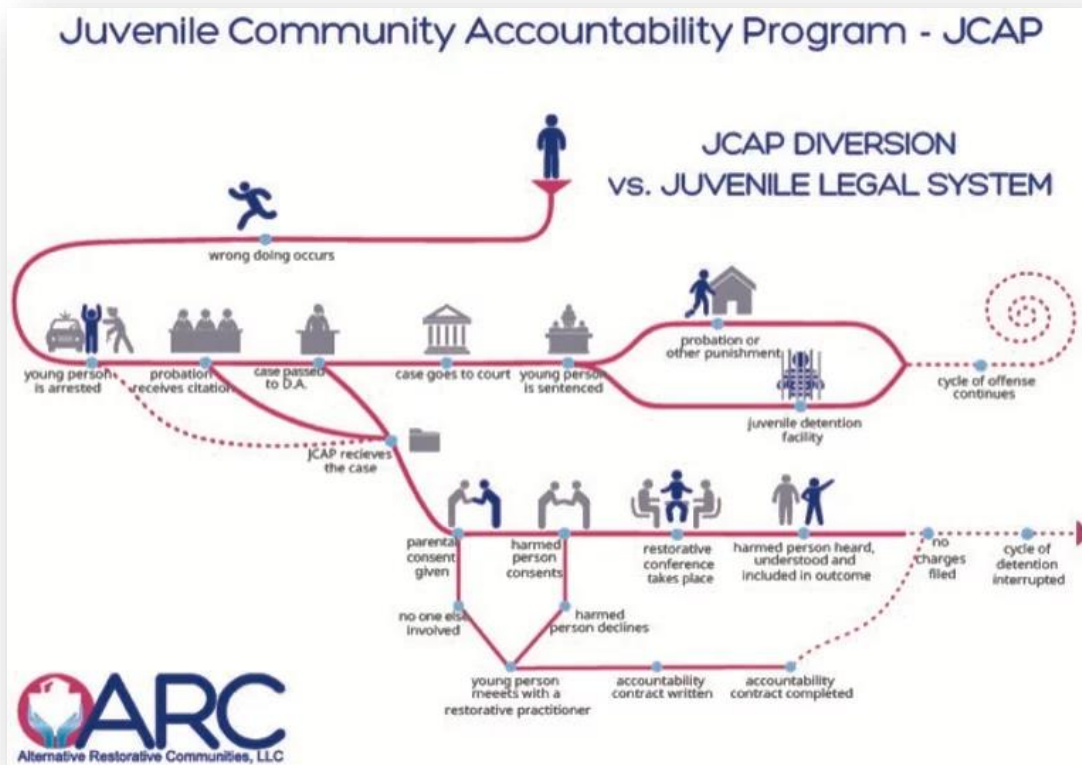 Juvenile Community Accountability Program - JCAP
JCAP DIVERSION
vs. JUVENILE LEGAL SYSTEM
wrong doing occurs
young person
is arrested
probation
receives citation
case passed
to D.A.
case goes to court
young person
is sentenced
probation or
other punishment
juvenile detention
facility
cycle of offense
continues
JCAP recieves
the case
parental
consent
given
harmed
person
consents
restorative
conference
takes place
harmed person heard,
understood and
included in outcome
no
charges
filed
cycle of
detention
interrupted
no one else
involved
harmed
person declines
young person
meeets with a
restorative practitioner
accountability
contract written
accountability
contract completed
ARC
Alternative Restorative Communities, LLC